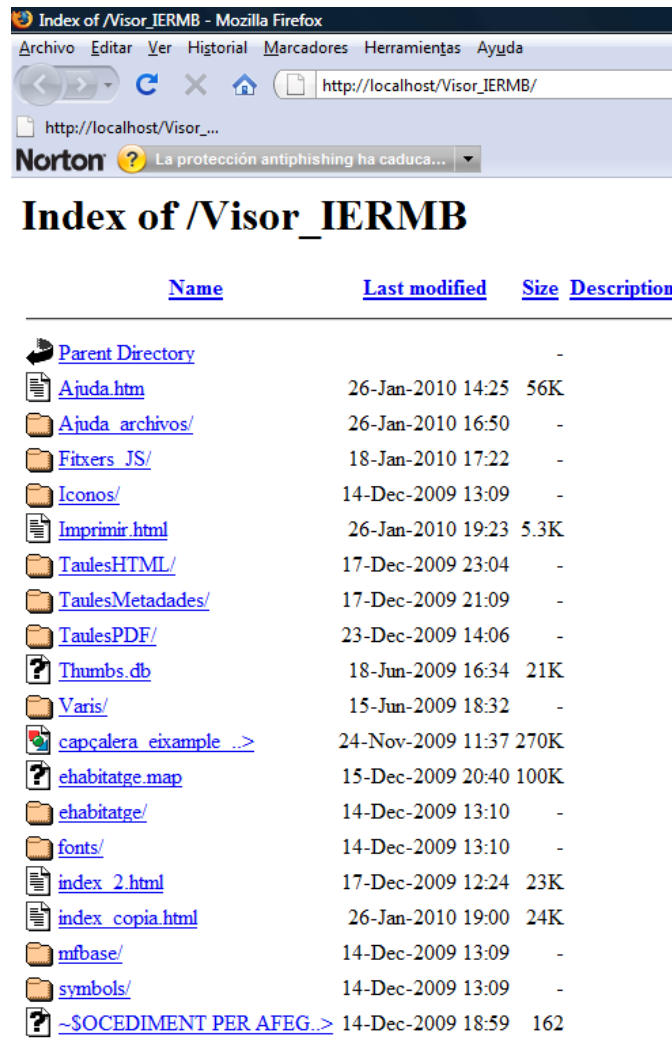 Index of /Visor_IERMB - Mozilla Firefox
Archivo Editar Ver Historial Marcadores Herramientas Ayuda
http://localhost/Visor_IERMB/
http://localhost/Visor_...
Norton ? La protección antiphishing ha caduca...
Index of /Visor_IERMB
Name Last modified Size Description
Parent Directory -
Ajuda.htm 26-Jan-2010 14:25 56K
Ajuda_archivos/ 26-Jan-2010 16:50 -
Fitxers_JS/ 18-Jan-2010 17:22 -
Iconos/ 14-Dec-2009 13:09 -
Imprimir.html 26-Jan-2010 19:23 5.3K
TaulesHTML/ 17-Dec-2009 23:04 -
TaulesMetadades/ 17-Dec-2009 21:09 -
TaulesPDF/ 23-Dec-2009 14:06 -
Thumbs.db 18-Jun-2009 16:34 21K
Varis/ 15-Jun-2009 18:32 -
capçalera_eixample_..> 24-Nov-2009 11:37 270K
ehabitatge.map 15-Dec-2009 20:40 100K
ehabitatge/ 14-Dec-2009 13:10 -
fonts/ 14-Dec-2009 13:10 -
index_2.html 17-Dec-2009 12:24 23K
index_copia.html 26-Jan-2010 19:00 24K
mfbase/ 14-Dec-2009 13:09 -
symbols/ 14-Dec-2009 13:09 -
~$OCEDIMENT PER AFEG..> 14-Dec-2009 18:59 162